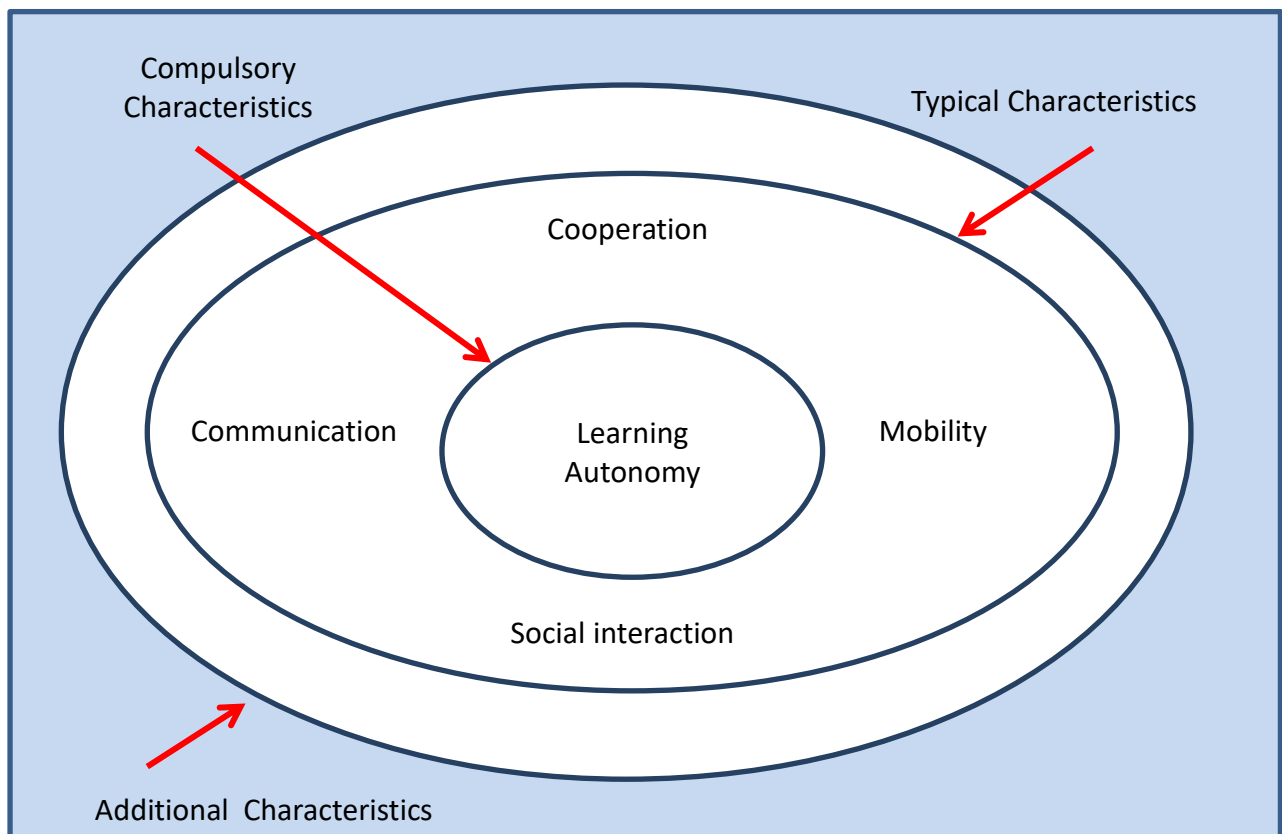 Compulsory
Characteristics
Typical Characteristics
Cooperation
Communication
Learning
Autonomy
Mobility
Social interaction
Additional  Characteristics